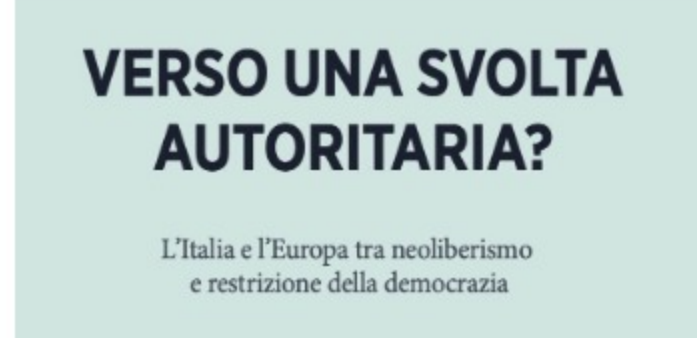 VERSO UNA SVOLTA
AUTORITARIA?
L'Italia e l'Europa tra neoliberismo
e restrizione della democrazia